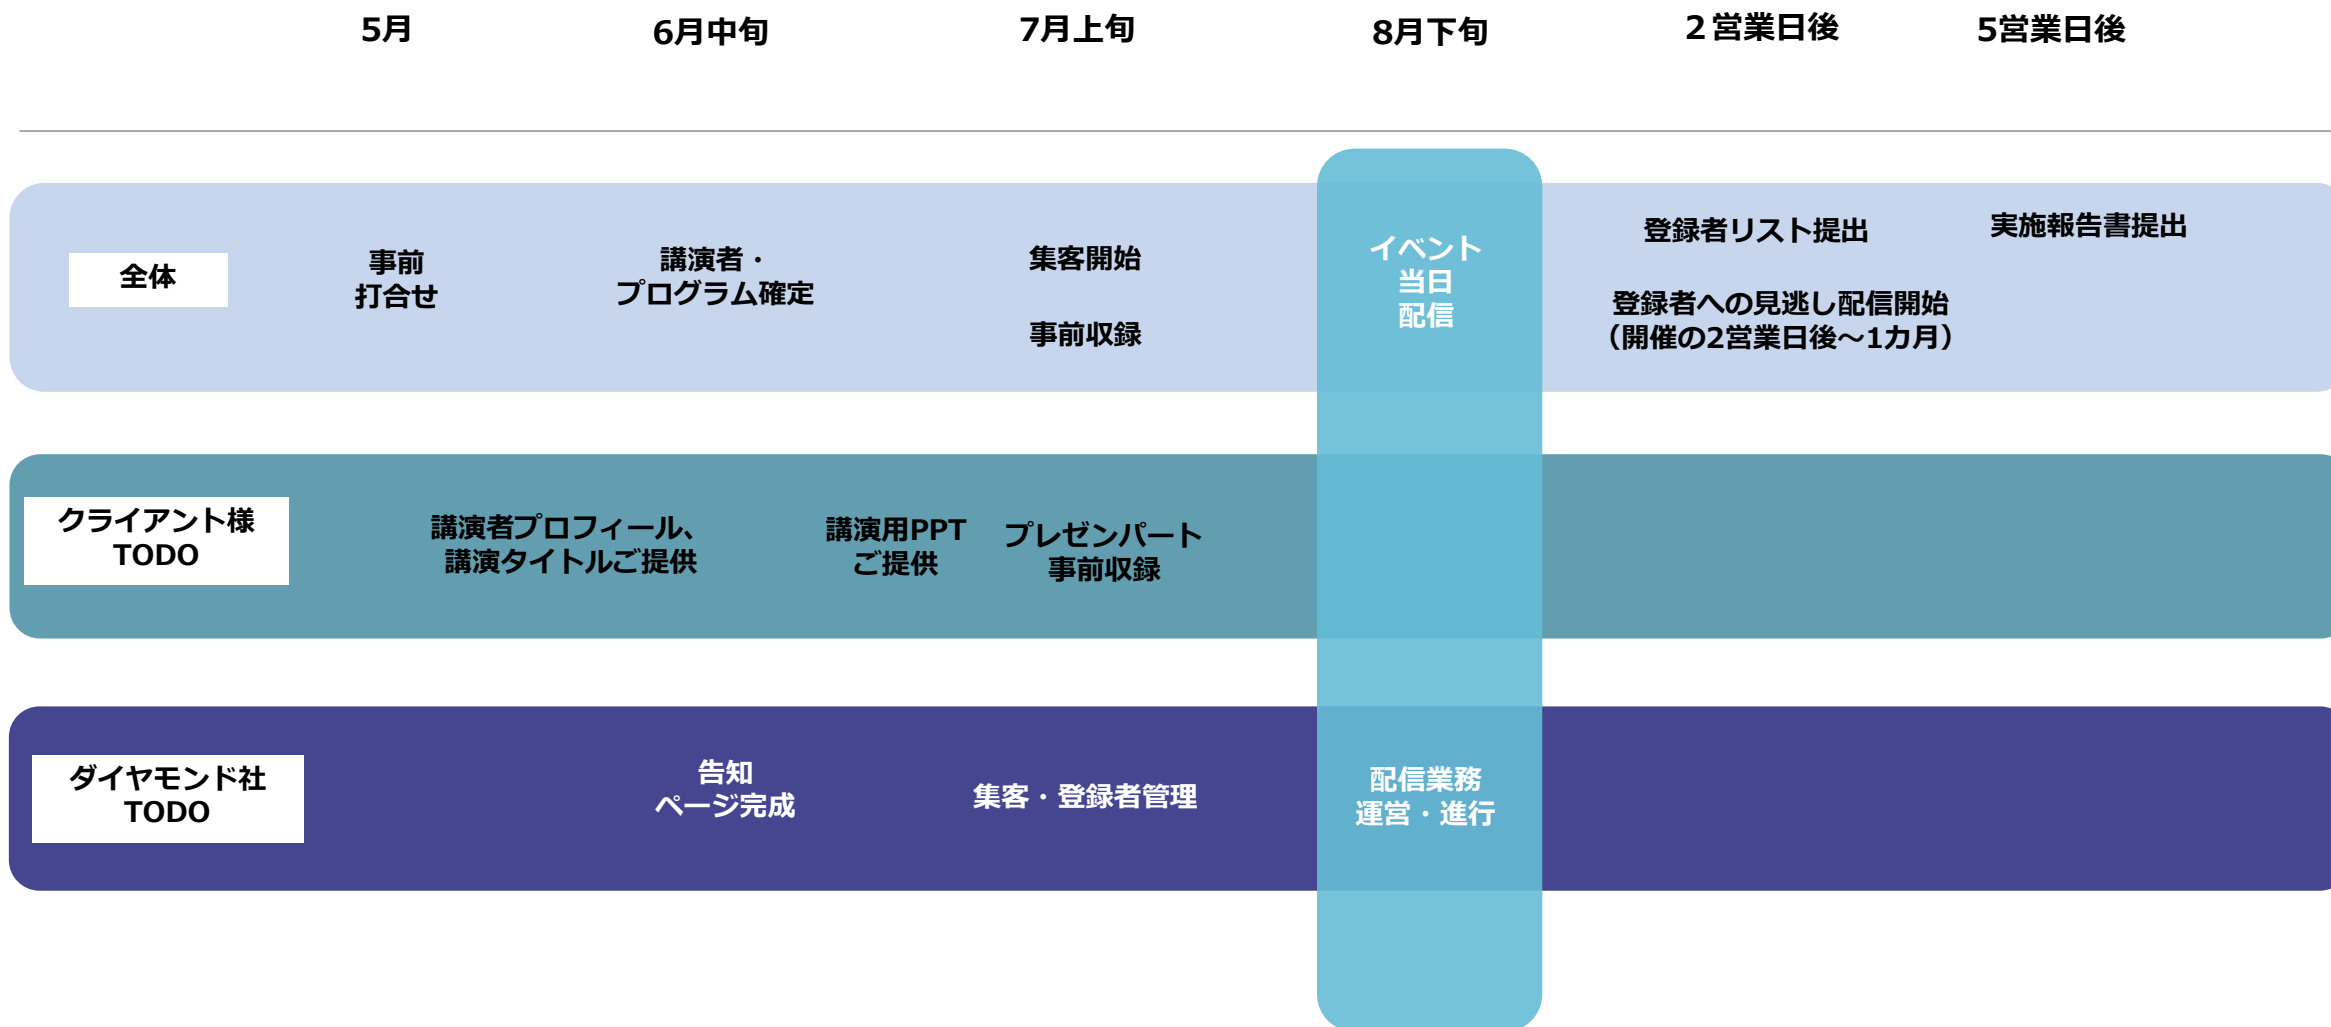 5月
6月中旬
7月上旬
8月下旬
２営業日後
5営業日後
全体
事前
打合せ
講演者・
プログラム確定
集客開始
事前収録
イベント
当日
配信
登録者リスト提出
登録者への見逃し配信開始
（開催の2営業日後～1カ月）
実施報告書提出
クライアント様
TODO
講演者プロフィール、
講演タイトルご提供
講演用PPT
ご提供
プレゼンパート
事前収録
ダイヤモンド社
TODO
告知
ページ完成
集客・登録者管理
配信業務
運営・進行